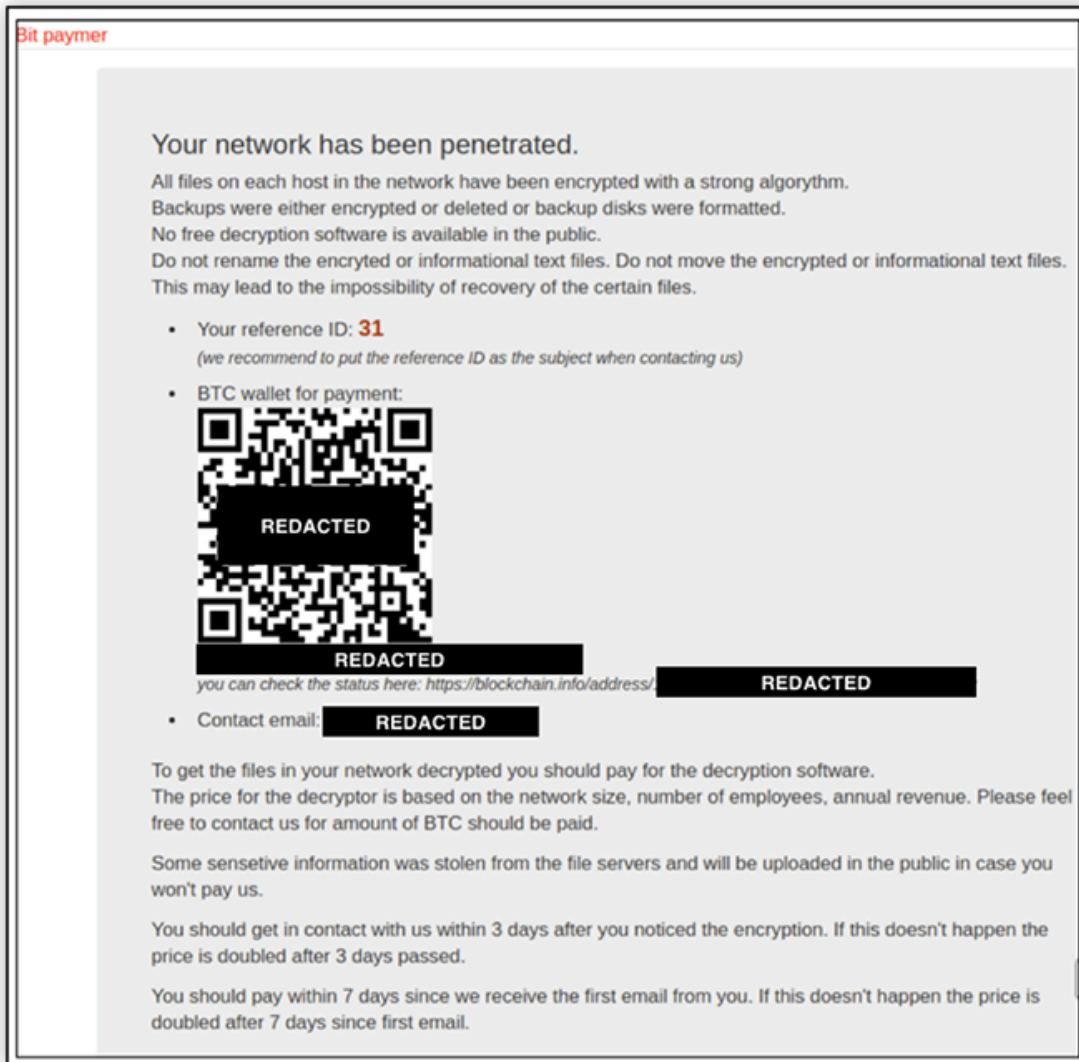 Bit paymer
Your network has been penetrated.
All files on each host in the network have been encrypted with a strong algorythm.
Backups were either encrypted or deleted or backup disks were formatted.
No free decryption software is available in the public.
Do not rename the encryted or informational text files. Do not move the encrypted or informational text files.
This may lead to the impossibility of recovery of the certain files.
• Your reference ID: 31
(we recommend to put the reference ID as the subject when contacting us)
• BTC wallet for payment:
REDACTED
REDACTED
you can check the status here: https://blockchain.info/address/: REDACTED
• Contact email: REDACTED
To get the files in your network decrypted you should pay for the decryption software.
The price for the decryptor is based on the network size, number of employees, annual revenue. Please feel
free to contact us for amount of BTC should be paid.
Some sensetive information was stolen from the file servers and will be uploaded in the public in case you
won't pay us.
You should get in contact with us within 3 days after you noticed the encryption. If this doesn't happen the
price is doubled after 3 days passed.
You should pay within 7 days since we receive the first email from you. If this doesn't happen the price is
doubled after 7 days since first email.